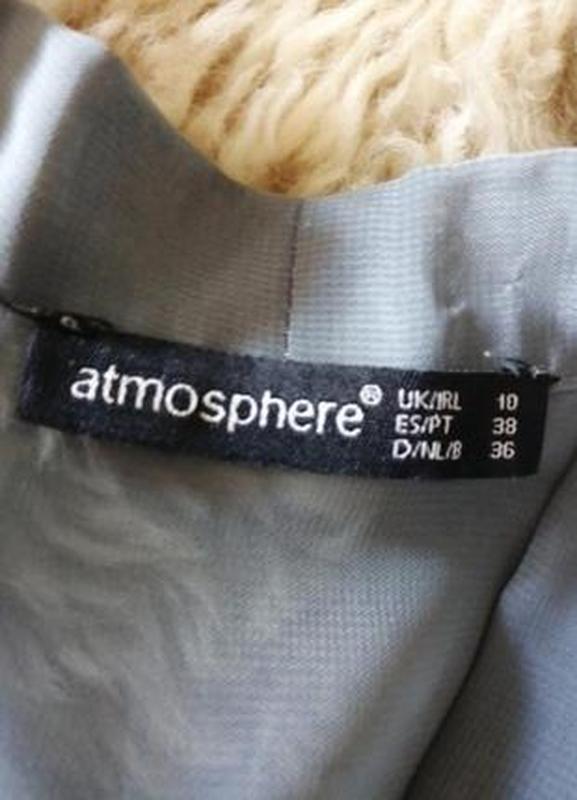 atmosphere®
UK/IRL 10
ES/PT 38
D/NL/B 36